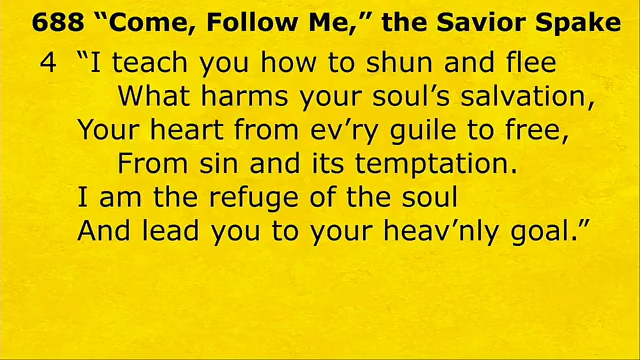 688 “Come, Follow Me,” the Savior Spake
4 “I teach you how to shun and flee
What harms your soul’s salvation,
Your heart from ev’ry guile to free,
From sin and its temptation.
I am the refuge of the soul
And lead you to your heav’nly goal.”